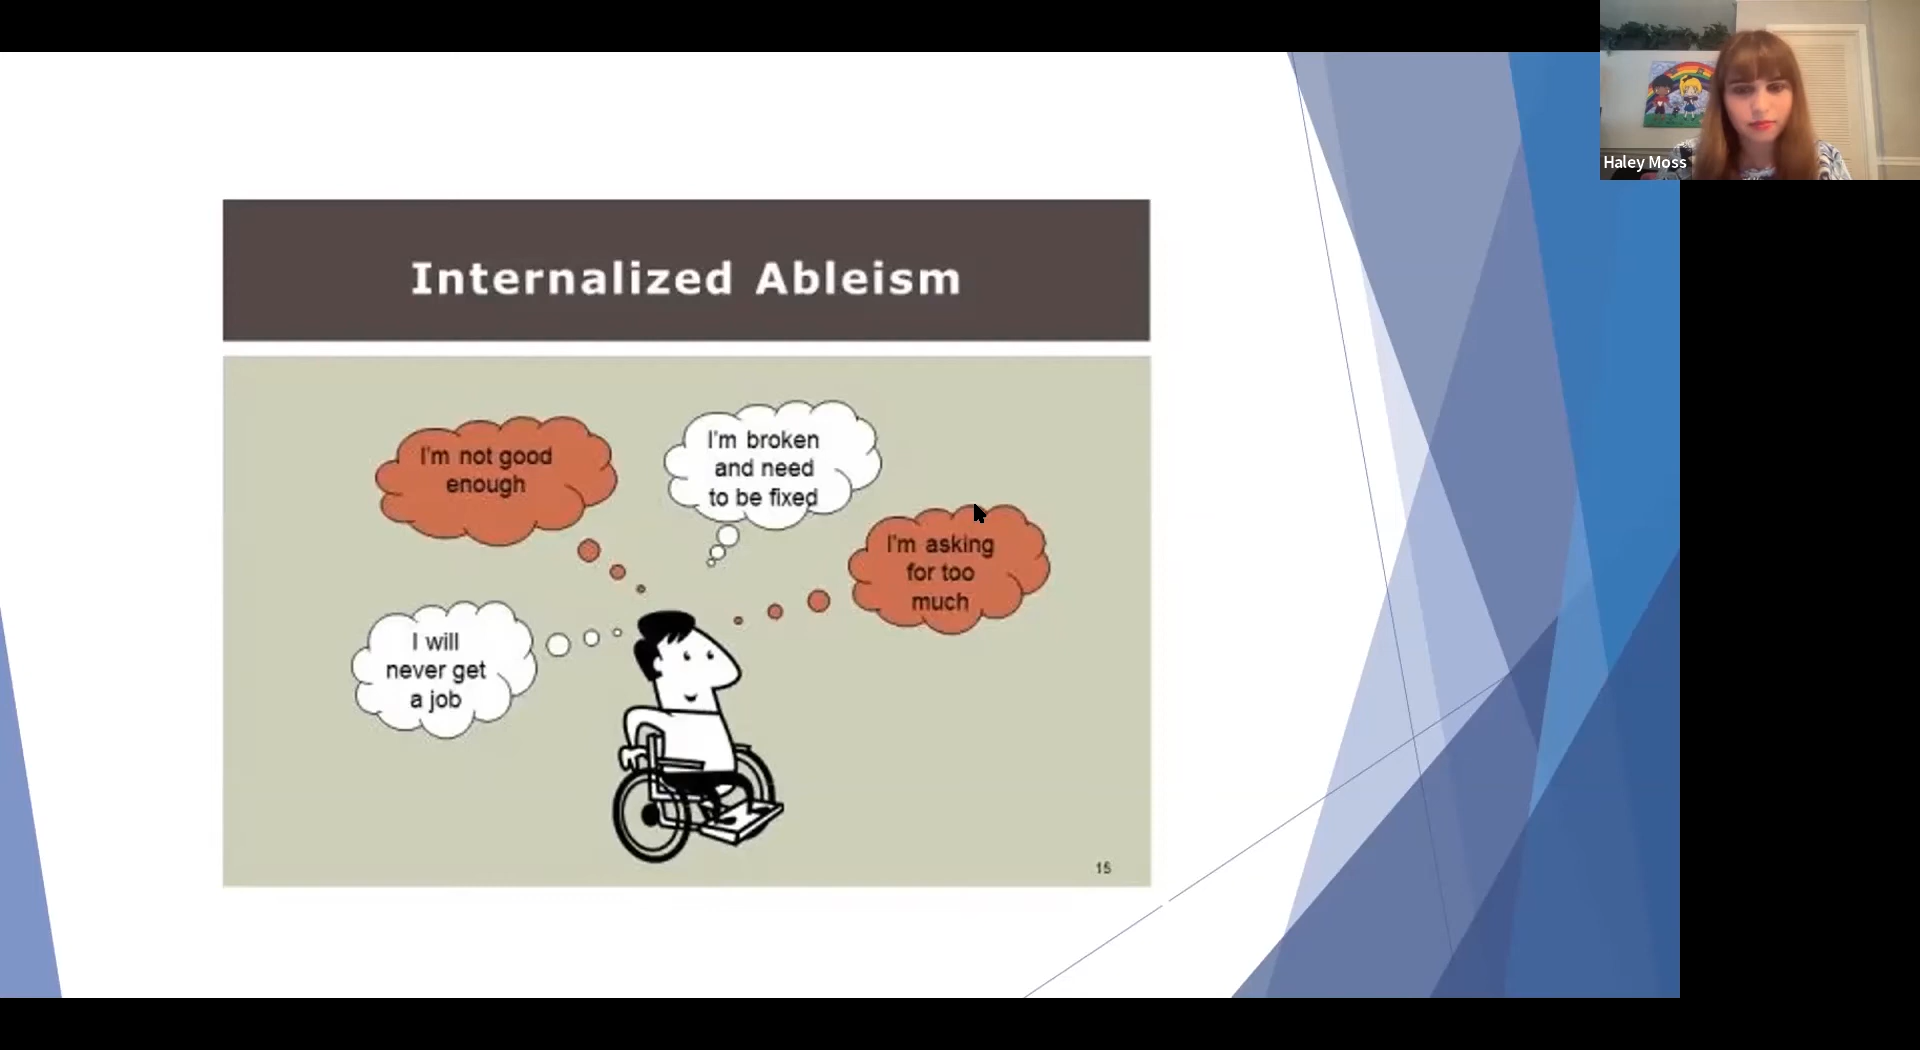 Haley Moss
Internalized Ableism
I'm not good
enough
I'm broken
and need
to be fixed
I'm asking
for too
much
I will
never get
a job
15